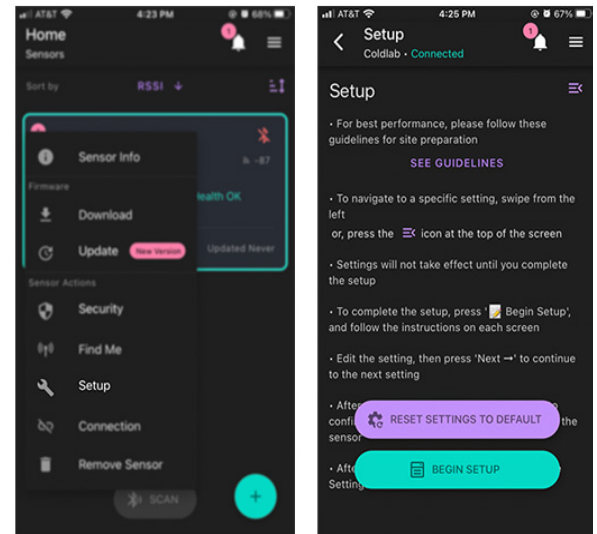 AT&T 4:23 PM 68%
Home
1
Sensors
Sort by RSSI ↓
Sensor Info
-87
Firmware
Health OK
Download
Update New Version
Updated Never
Sensor Actions
Security
Find Me
Setup
Connection
Remove Sensor
SCAN
+
AT&T 4:25 PM 67%
Setup
1
Coldlab • Connected
Setup
• For best performance, please follow these
guidelines for site preparation
SEE GUIDELINES
• To navigate to a specific setting, swipe from the
left
or, press the icon at the top of the screen
• Settings will not take effect until you complete
the setup
• To complete the setup, press '📝 Begin Setup',
and follow the instructions on each screen
• Edit the setting, then press 'Next →' to continue
to the next setting
• After
confi the
sensor
RESET SETTINGS TO DEFAULT
• Afte
Setting
BEGIN SETUP